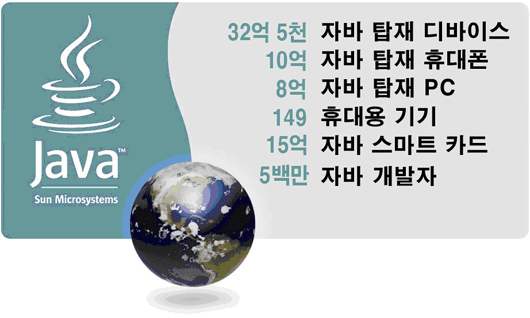 32억 5천 자바 탑재 디바이스
10억 자바 탑재 휴대폰
8억 자바 탑재 PC
149 휴대용 기기
15억 자바 스마트 카드
5백만 자바 개발자
Java™
Sun Microsystems